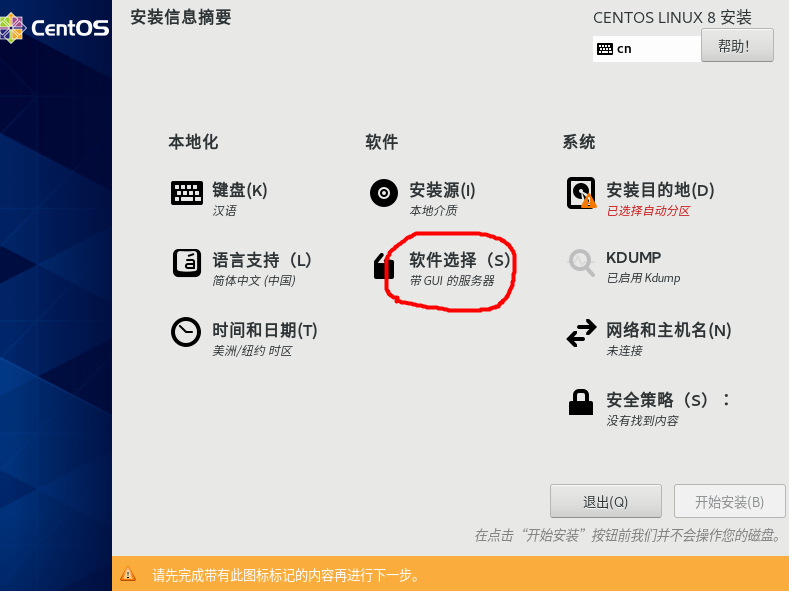 CentOS
安装信息摘要
CENTOS LINUX 8 安装
cn
帮助！
本地化
软件
系统
键盘(K)
汉语
安装源(I)
本地介质
安装目的地(D)
已选择自动分区
语言支持（L）
简体中文 (中国)
软件选择（S）
带 GUI 的服务器
KDUMP
已启用 Kdump
时间和日期(T)
美洲/纽约 时区
网络和主机名(N)
未连接
安全策略（S）：
没有找到内容
退出(Q)
开始安装(B)
在点击“开始安装”按钮前我们并不会操作您的磁盘。
请先完成带有此图标标记的内容再进行下一步。